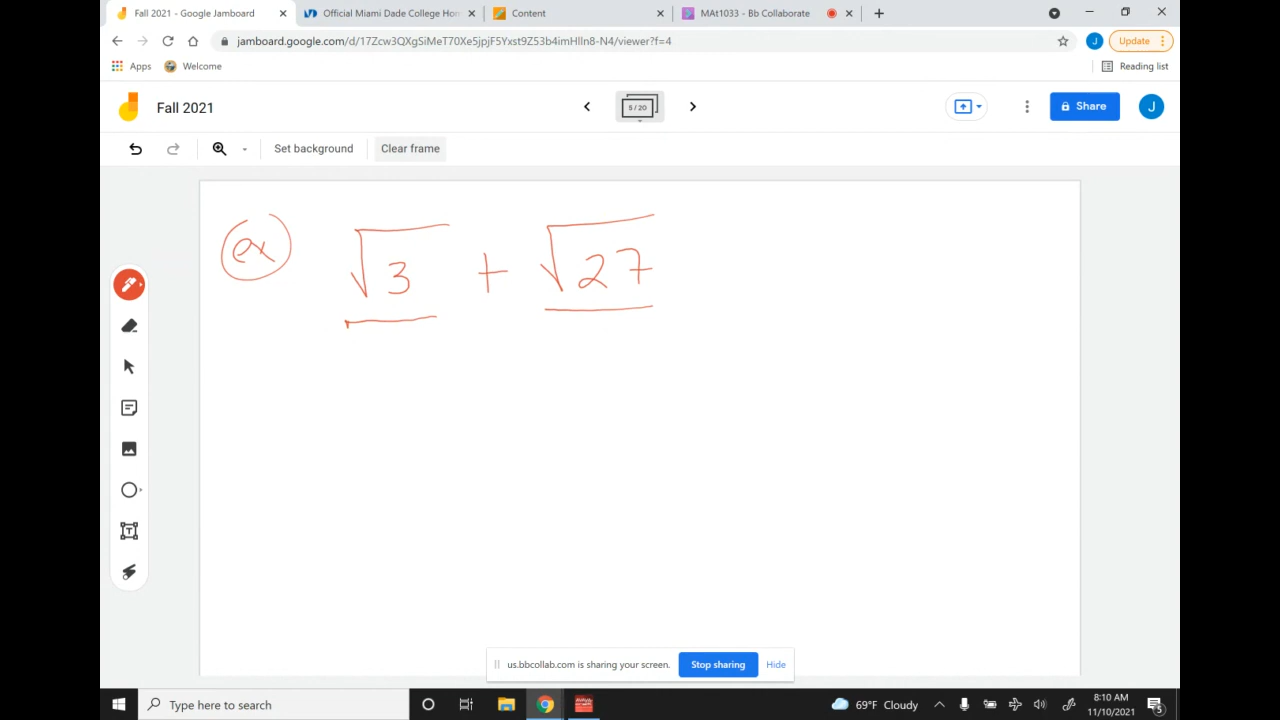 Fall 2021 - Google Jamboard
Official Miami Dade College Hom
Content
MAt1033 - Bb Collaborate
jamboard.google.com/d/17Zcw3QXgSiMeT70Xe5jpjF5Yxst9Z53b4imHlln8-N4/viewer?f=4
Update
Apps
Welcome
Reading list
Fall 2021
5 / 20
Share
J
Set background
Clear frame
ex √3 + √27
us.bbcollab.com is sharing your screen.
Stop sharing
Hide
Type here to search
69°F Cloudy
8:10 AM
11/10/2021
5